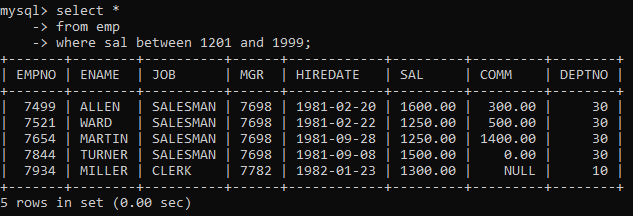 mysql> select *
    -> from emp
    -> where sal between 1201 and 1999;
+-------+--------+----------+------+------------+---------+---------+--------+
| EMPNO | ENAME  | JOB      | MGR  | HIREDATE   | SAL     | COMM    | DEPTNO |
+-------+--------+----------+------+------------+---------+---------+--------+
|  7499 | ALLEN  | SALESMAN | 7698 | 1981-02-20 | 1600.00 |  300.00 |     30 |
|  7521 | WARD   | SALESMAN | 7698 | 1981-02-22 | 1250.00 |  500.00 |     30 |
|  7654 | MARTIN | SALESMAN | 7698 | 1981-09-28 | 1250.00 | 1400.00 |     30 |
|  7844 | TURNER | SALESMAN | 7698 | 1981-09-08 | 1500.00 |    0.00 |     30 |
|  7934 | MILLER | CLERK    | 7782 | 1982-01-23 | 1300.00 |    NULL |     10 |
+-------+--------+----------+------+------------+---------+---------+--------+
5 rows in set (0.00 sec)